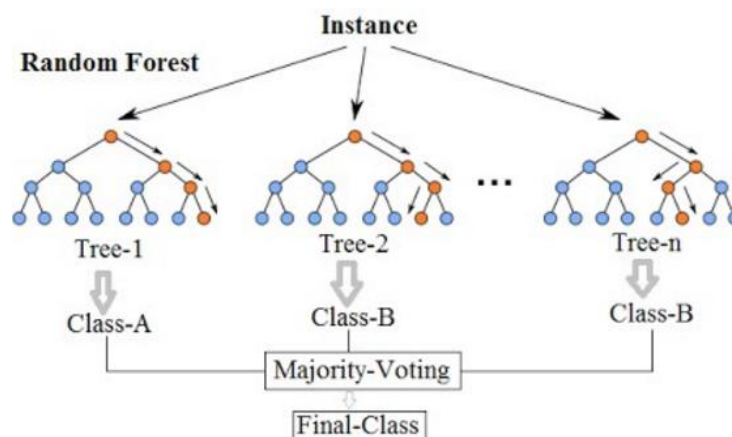 Instance
Random Forest
...
Tree-1
Tree-2
Tree-n
Class-A
Class-B
Class-B
Majority-Voting
Final-Class